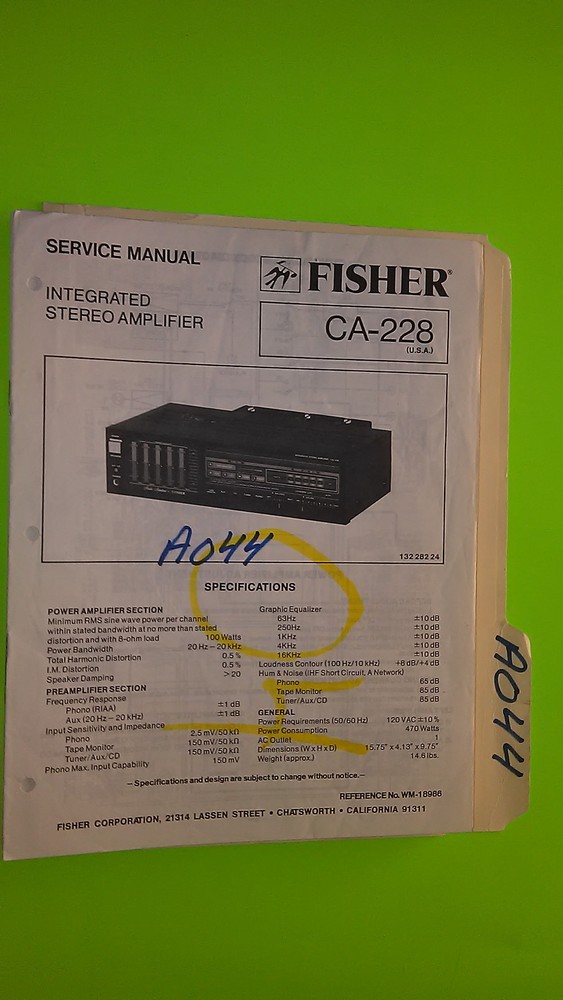 SERVICE MANUAL
FISHER®
INTEGRATED
STEREO AMPLIFIER
CA-228
(U.S.A.)
A044
132 282 24
SPECIFICATIONS
POWER AMPLIFIER SECTION
Minimum RMS sine wave power per channel
within stated bandwidth at no more than stated
distortion and with 8-ohm load 100 Watts
Power Bandwidth 20 Hz – 20 kHz
Total Harmonic Distortion 0.5 %
I.M. Distortion 0.5 %
Speaker Damping >20
PREAMPLIFIER SECTION
Frequency Response
Phono (RIAA) ±1 dB
Aux (20 Hz – 20 kHz) ±1 dB
Input Sensitivity and Impedance
Phono 2.5 mV/50 kΩ
Tape Monitor 150 mV/50 kΩ
Tuner/Aux/CD 150 mV/50 kΩ
Phono Max. Input Capability 150 mV
Graphic Equalizer
63Hz ±10 dB
250Hz ±10 dB
1KHz ±10 dB
4KHz ±10 dB
16KHz ±10 dB
Loudness Contour (100 Hz/10 kHz) +8 dB/+4 dB
Hum & Noise (IHF Short Circuit, A Network)
Phono 65 dB
Tape Monitor 85 dB
Tuner/Aux/CD 85 dB
GENERAL
Power Requirements (50/60 Hz) 120 VAC ±10 %
Power Consumption 470 Watts
AC Outlet 1
Dimensions (W x H x D) 15.75" x 4.13" x 9.75"
Weight (approx.) 14.6 lbs.
—Specifications and design are subject to change without notice.—
REFERENCE No. WM-18986
FISHER CORPORATION, 21314 LASSEN STREET • CHATSWORTH • CALIFORNIA 91311
A044